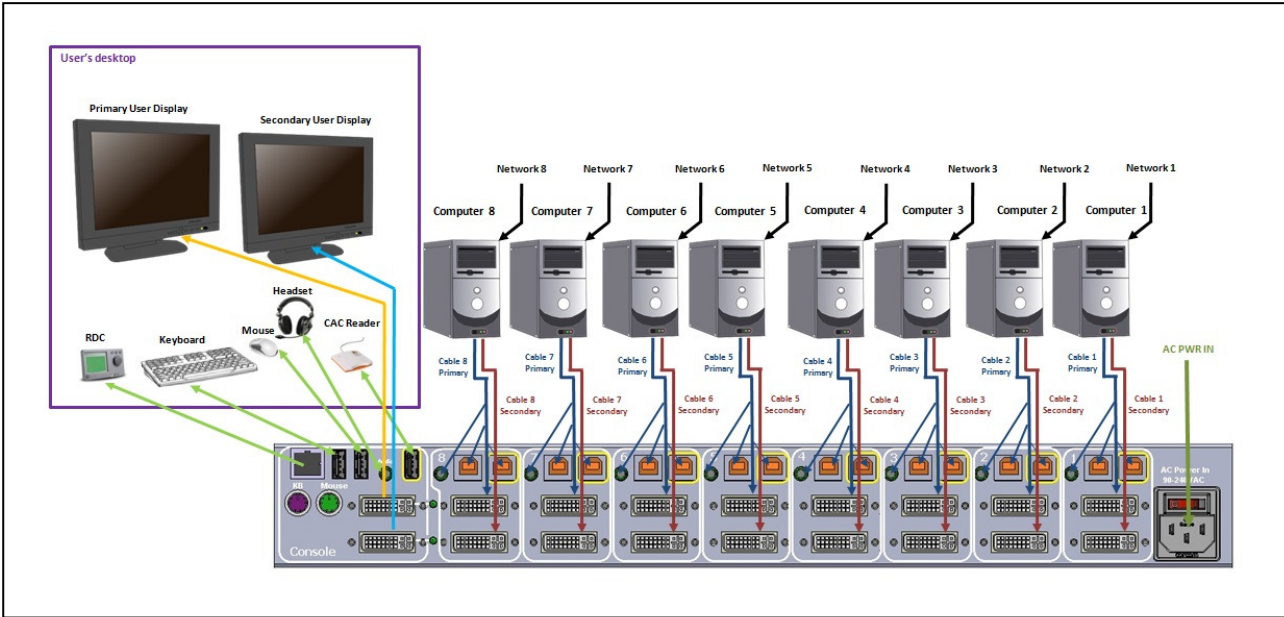 User's desktop
Primary User Display
Secondary User Display
Network 8
Network 7
Network 6
Network 5
Network 4
Network 3
Network 2
Network 1
Computer 8
Computer 7
Computer 6
Computer 5
Computer 4
Computer 3
Computer 2
Computer 1
Headset
Mouse
CAC Reader
RDC
Keyboard
Cable 8
Primary
Cable 7
Primary
Cable 6
Primary
Cable 5
Primary
Cable 4
Primary
Cable 3
Primary
Cable 2
Primary
Cable 1
Primary
AC PWR IN
Cable 8
Secondary
Cable 7
Secondary
Cable 6
Secondary
Cable 5
Secondary
Cable 4
Secondary
Cable 3
Secondary
Cable 2
Secondary
Cable 1
Secondary
8
6
4
3
2
1
KB
Mouse
AC Power In
Console